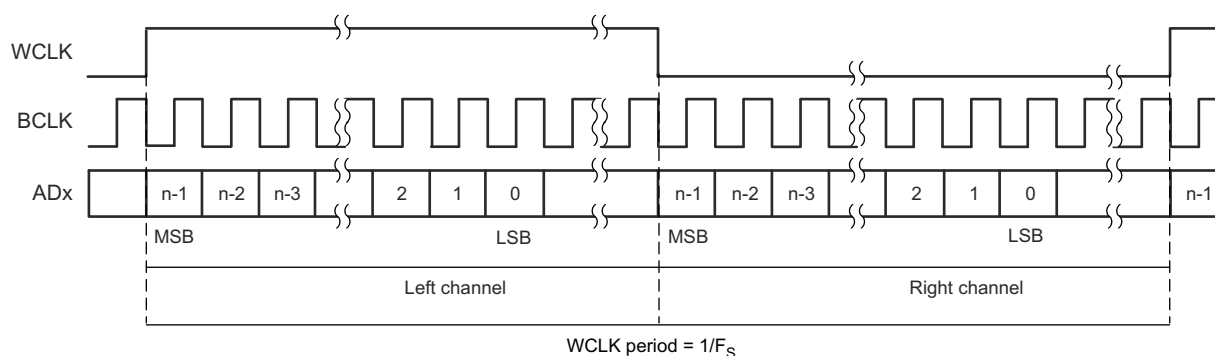 WCLK
BCLK
ADx n-1 n-2 n-3 2 1 0 n-1 n-2 n-3 2 1 0 n-1
MSB LSB MSB LSB
Left channel Right channel
WCLK period = 1/FS